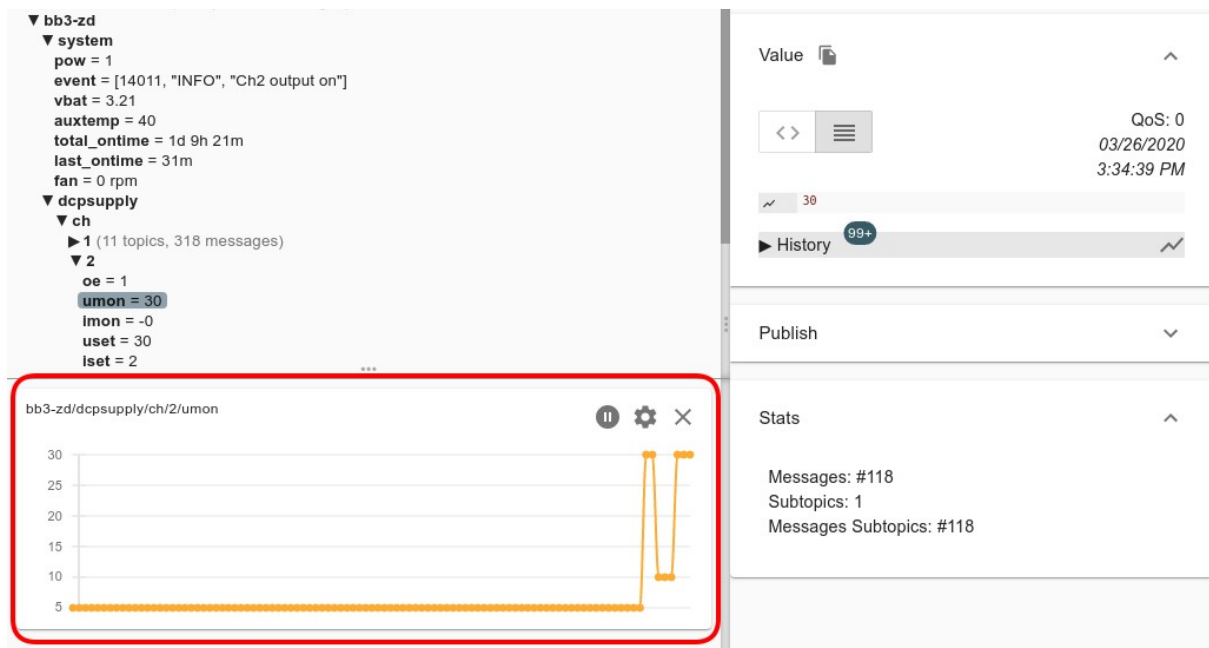 ▼ bb3-zd
▼ system
pow = 1
event = [14011, "INFO", "Ch2 output on"]
vbat = 3.21
auxtemp = 40
total_ontime = 1d 9h 21m
last_ontime = 31m
fan = 0 rpm
▼ dcpsupply
▼ ch
▶ 1 (11 topics, 318 messages)
▼ 2
oe = 1
umon = 30
imon = -0
uset = 30
iset = 2
bb3-zd/dcpsupply/ch/2/umon
30
25
20
15
10
5
Value
QoS: 0
03/26/2020
3:34:39 PM
30
▶ History 99+
Publish
Stats
Messages: #118
Subtopics: 1
Messages Subtopics: #118